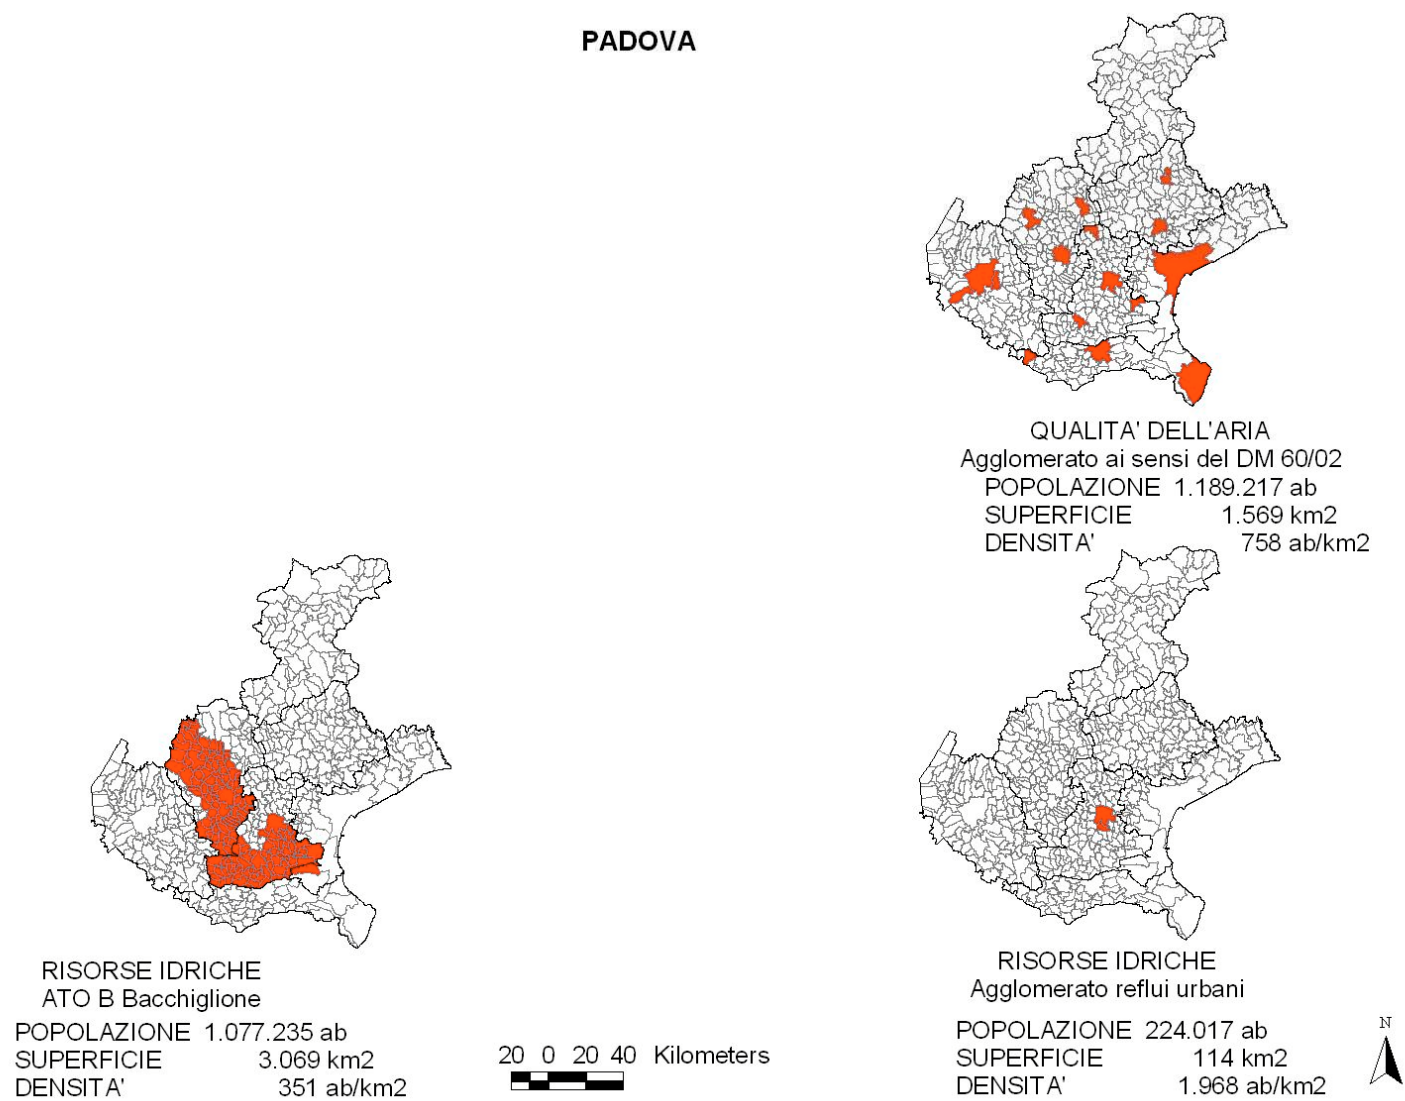 PADOVA
QUALITA' DELL'ARIA
Agglomerato ai sensi del DM 60/02
POPOLAZIONE 1.189.217 ab
SUPERFICIE 1.569 km2
DENSITA' 758 ab/km2
RISORSE IDRICHE
ATO B Bacchiglione
POPOLAZIONE 1.077.235 ab
SUPERFICIE 3.069 km2
DENSITA' 351 ab/km2
20 0 20 40 Kilometers
RISORSE IDRICHE
Agglomerato reflui urbani
POPOLAZIONE 224.017 ab
SUPERFICIE 114 km2
DENSITA' 1.968 ab/km2
N